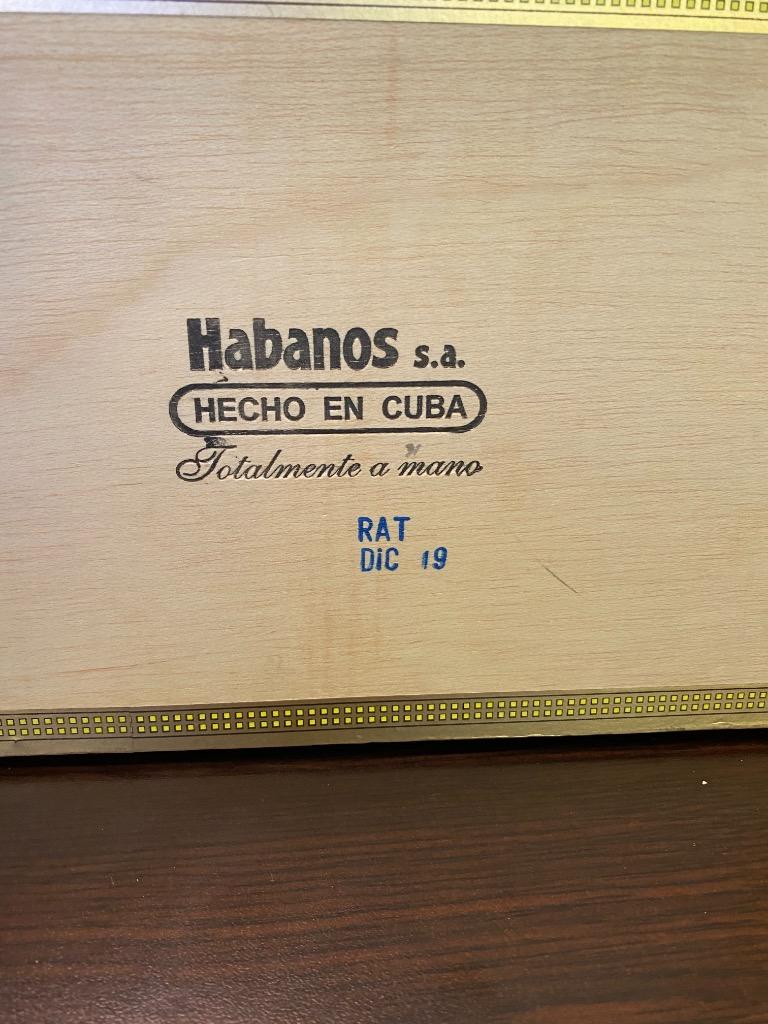 Habanos s.a.
HECHO EN CUBA
Totalmente a mano
RAT
DiC 19